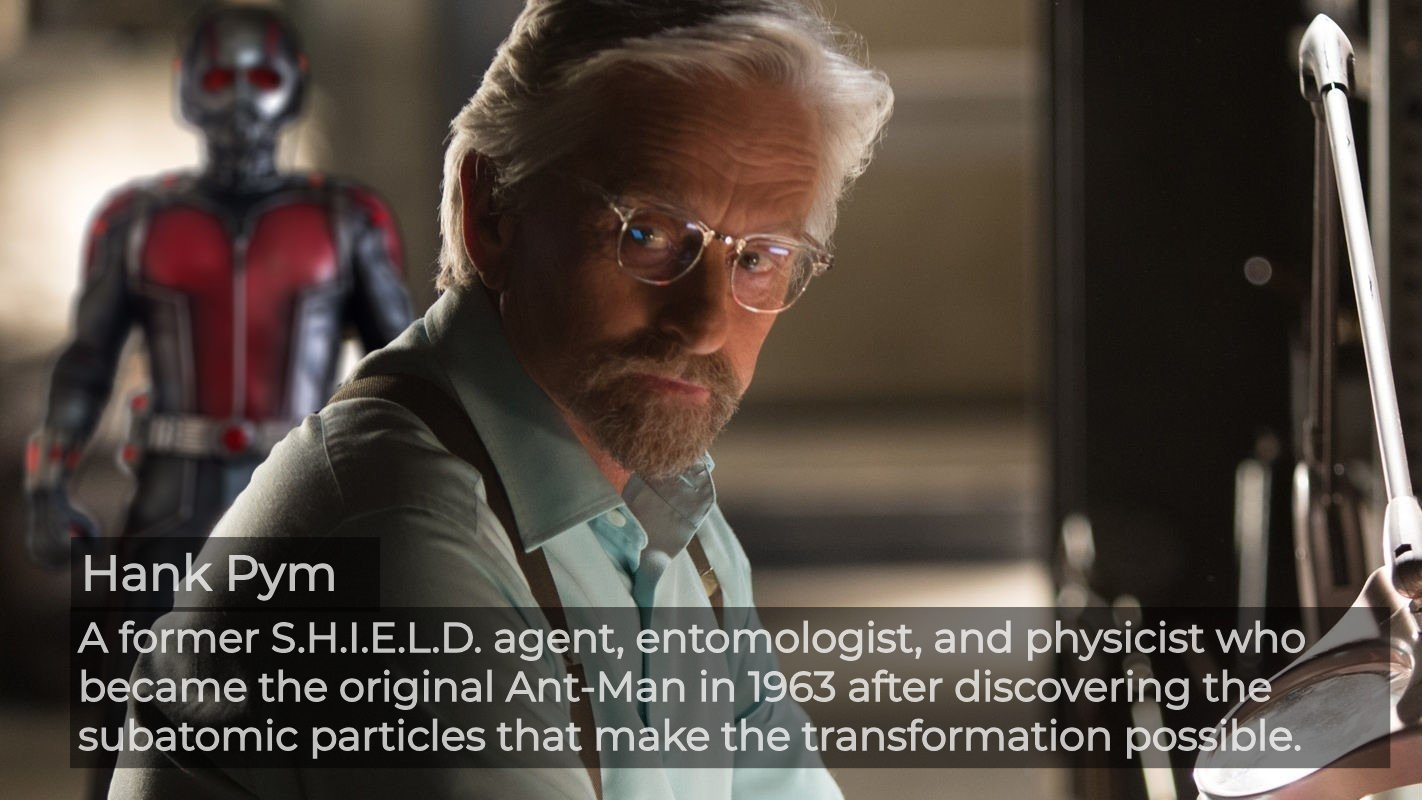 Hank Pym
A former S.H.I.E.L.D. agent, entomologist, and physicist who
became the original Ant-Man in 1963 after discovering the
subatomic particles that make the transformation possible.